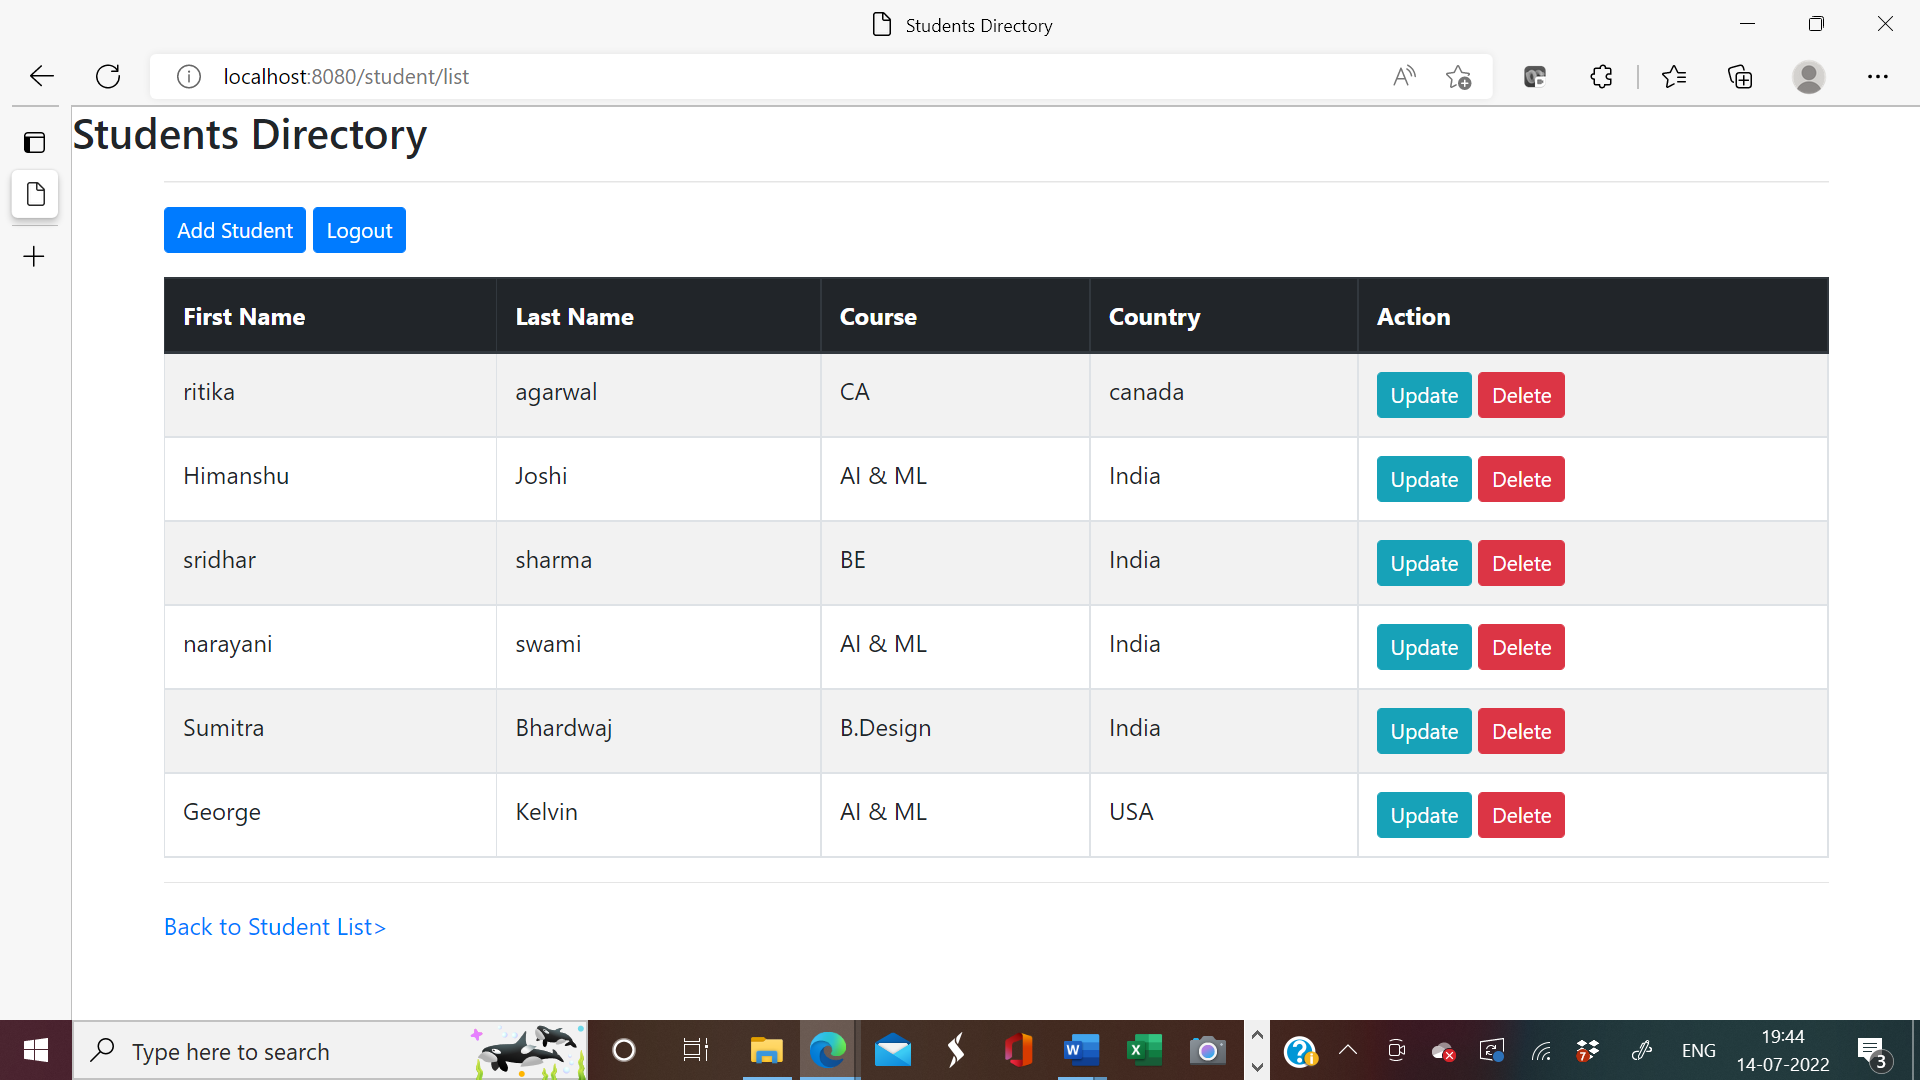 Students Directory
localhost:8080/student/list
Students Directory
Add Student Logout
First Name Last Name Course Country Action
ritika agarwal CA canada Update Delete
Himanshu Joshi AI & ML India Update Delete
sridhar sharma BE India Update Delete
narayani swami AI & ML India Update Delete
Sumitra Bhardwaj B.Design India Update Delete
George Kelvin AI & ML USA Update Delete
Back to Student List>
Type here to search
ENG
19:44
14-07-2022
3